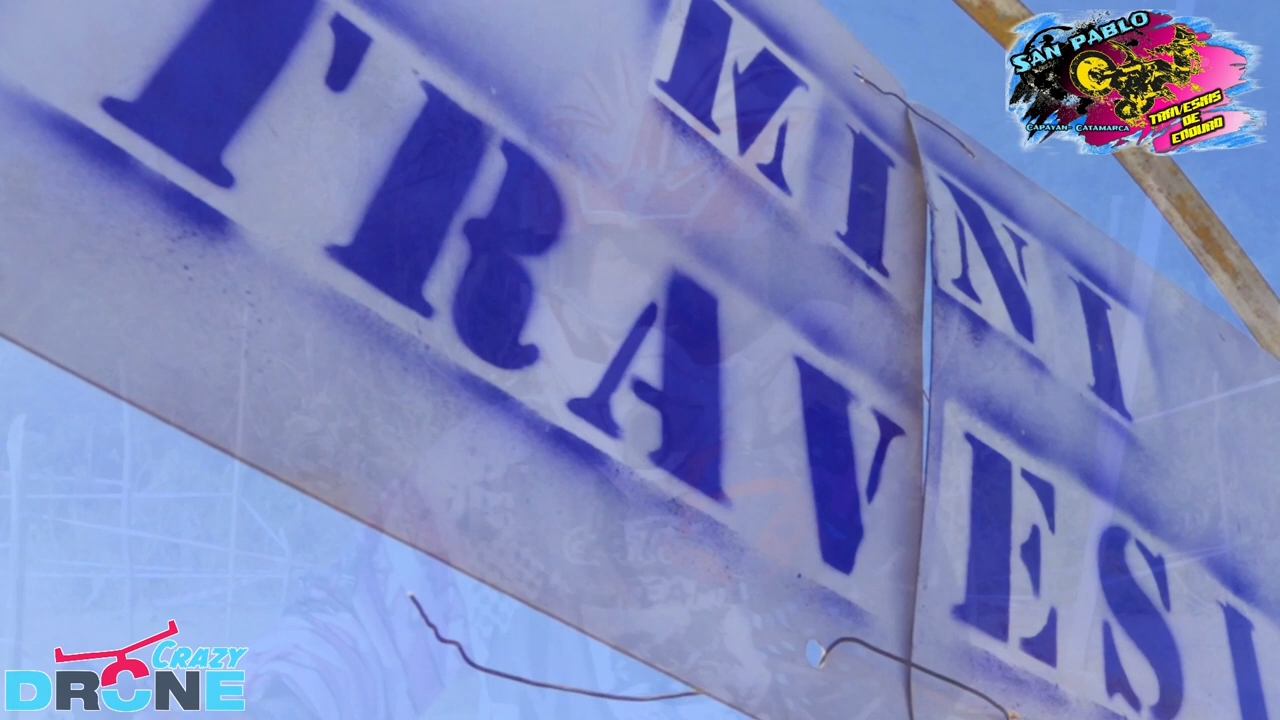 MINI
TRAVESI
SAN PABLO
CAPAYAN- CATAMARCA
TRAVESIAS
DE
ENDURO
CRAZY
DRONE